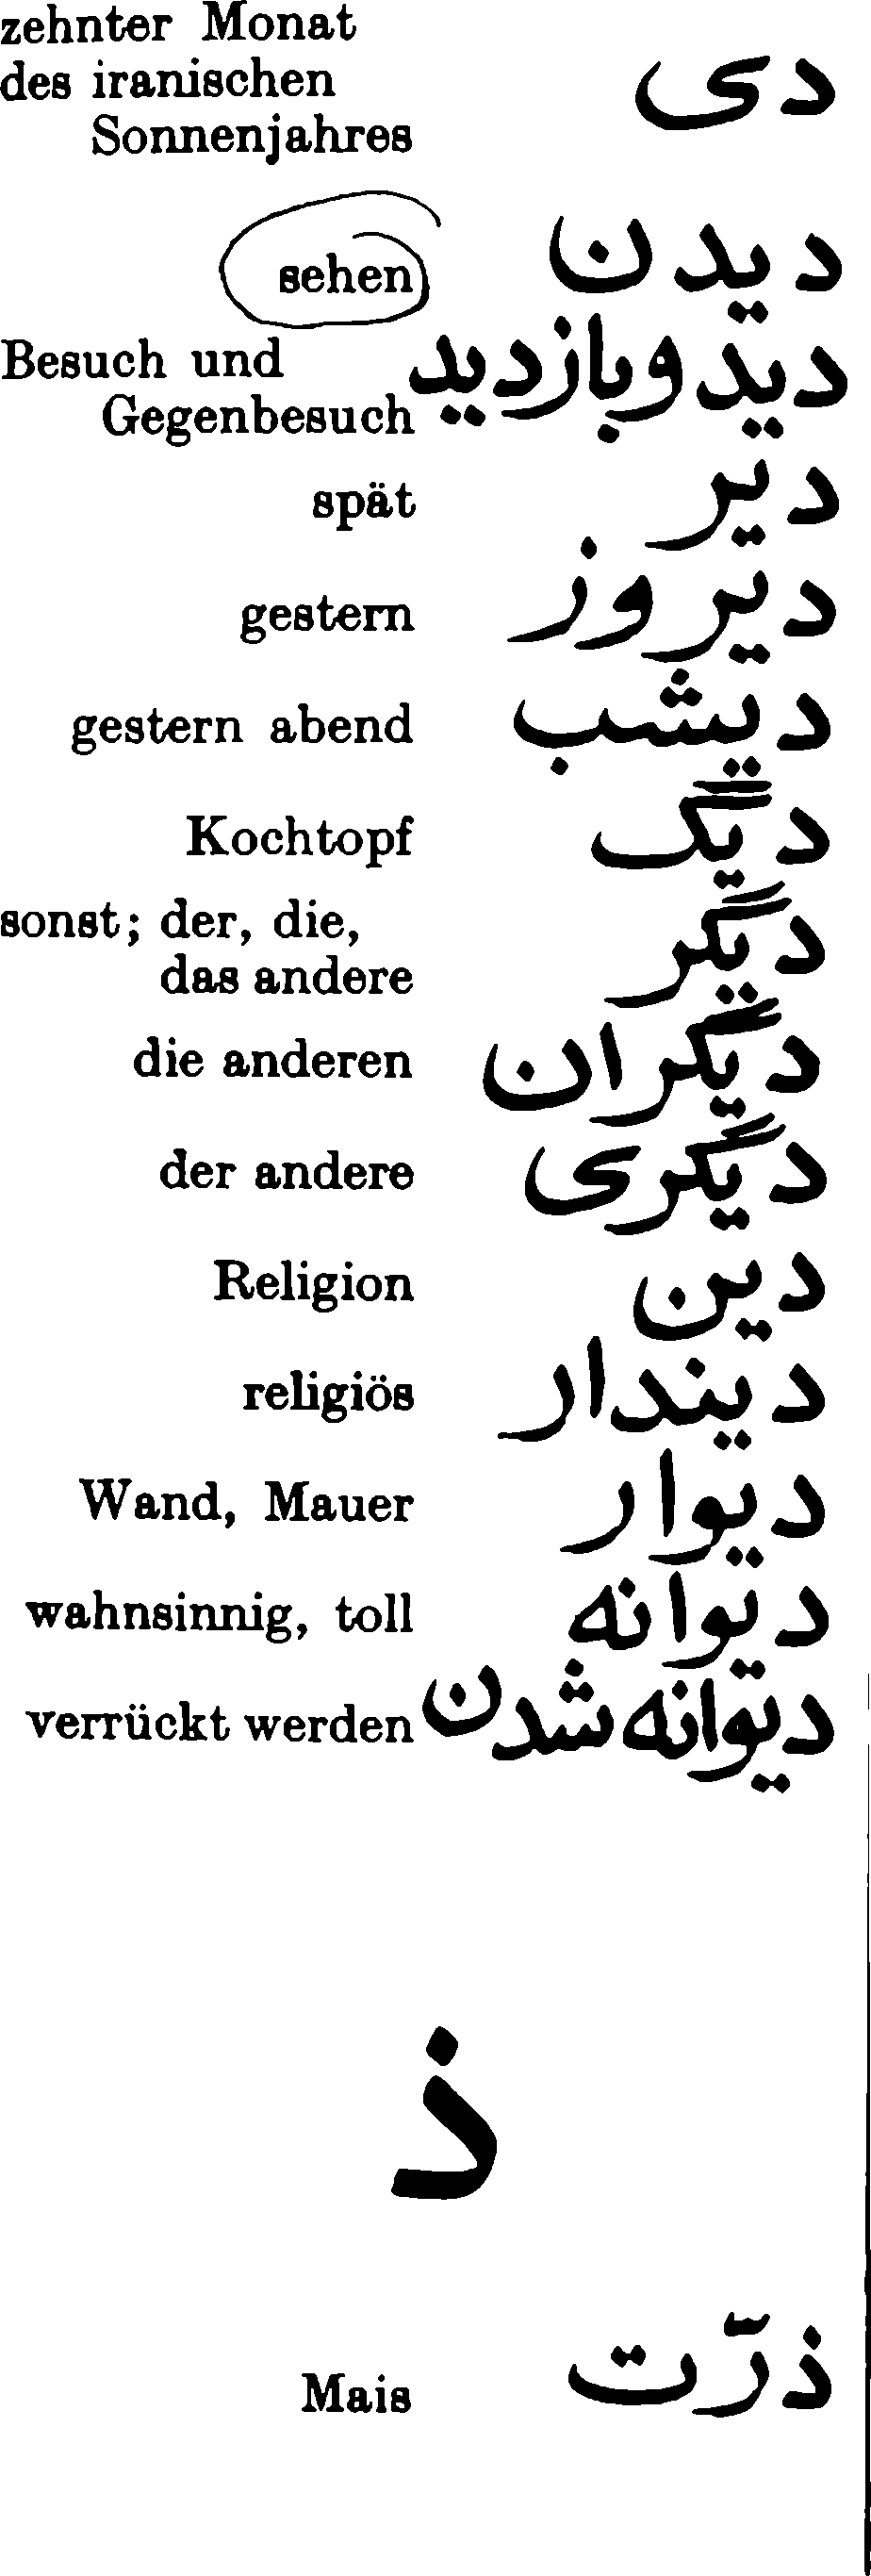 zehnter Monat
des iranischen دی
Sonnenjahres
sehen دیدن
Besuch und دید و بازدید
Gegenbesuch
spät دیر
gestern دیروز
gestern abend دیشب
Kochtopf دیگ
sonst; der, die, دیگر
das andere
die anderen دیگران
der andere دیگری
Religion دین
religiös دیندار
Wand, Mauer دیوار
wahnsinnig, toll دیوانه
verrückt werden دیوانه شدن
ذ
Mais ذرّت